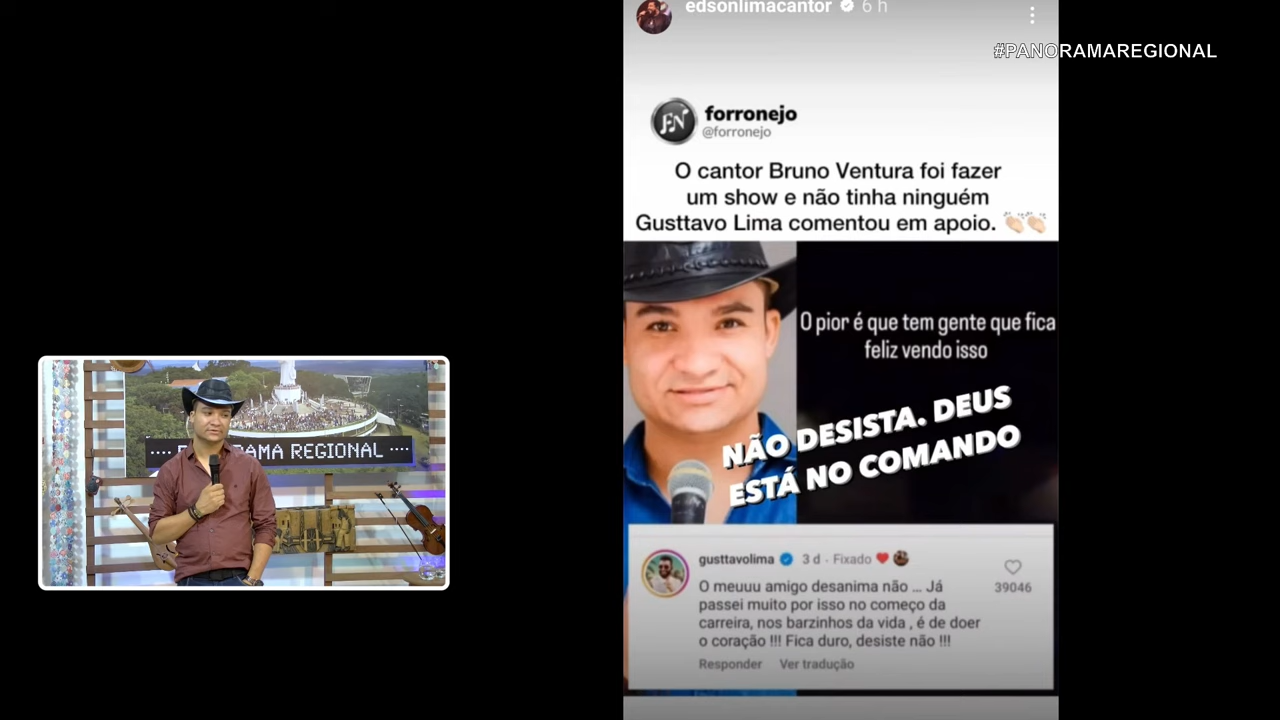 edsonlimacantor 6 h
#PANORAMAREGIONAL
forronejo
@forronejo
O cantor Bruno Ventura foi fazer
um show e não tinha ninguém
Gusttavo Lima comentou em apoio. 👏🏻👏🏻
O pior é que tem gente que fica
feliz vendo isso
NÃO DESISTA. DEUS
ESTÁ NO COMANDO
gusttavolima 3 d · Fixado
O meuuu amigo desanima não ... Já
passei muito por isso no começo da
carreira, nos barzinhos da vida , é de doer
o coração !!! Fica duro, desiste não !!!
Responder Ver tradução
39046
AMA REGIONAL